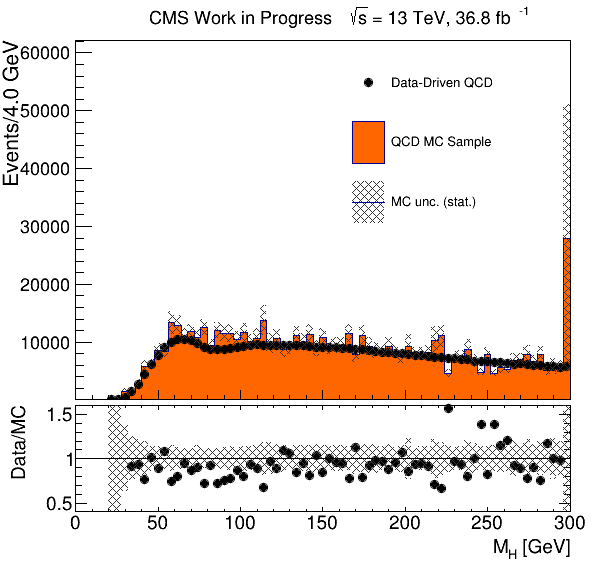 CMS Work in Progress √s = 13 TeV, 36.8 fb⁻¹
Events/4.0 GeV
60000
50000
40000
30000
20000
10000
Data-Driven QCD
QCD MC Sample
MC unc. (stat.)
Data/MC
1.5
1
0.5
0 50 100 150 200 250 300
M_H [GeV]